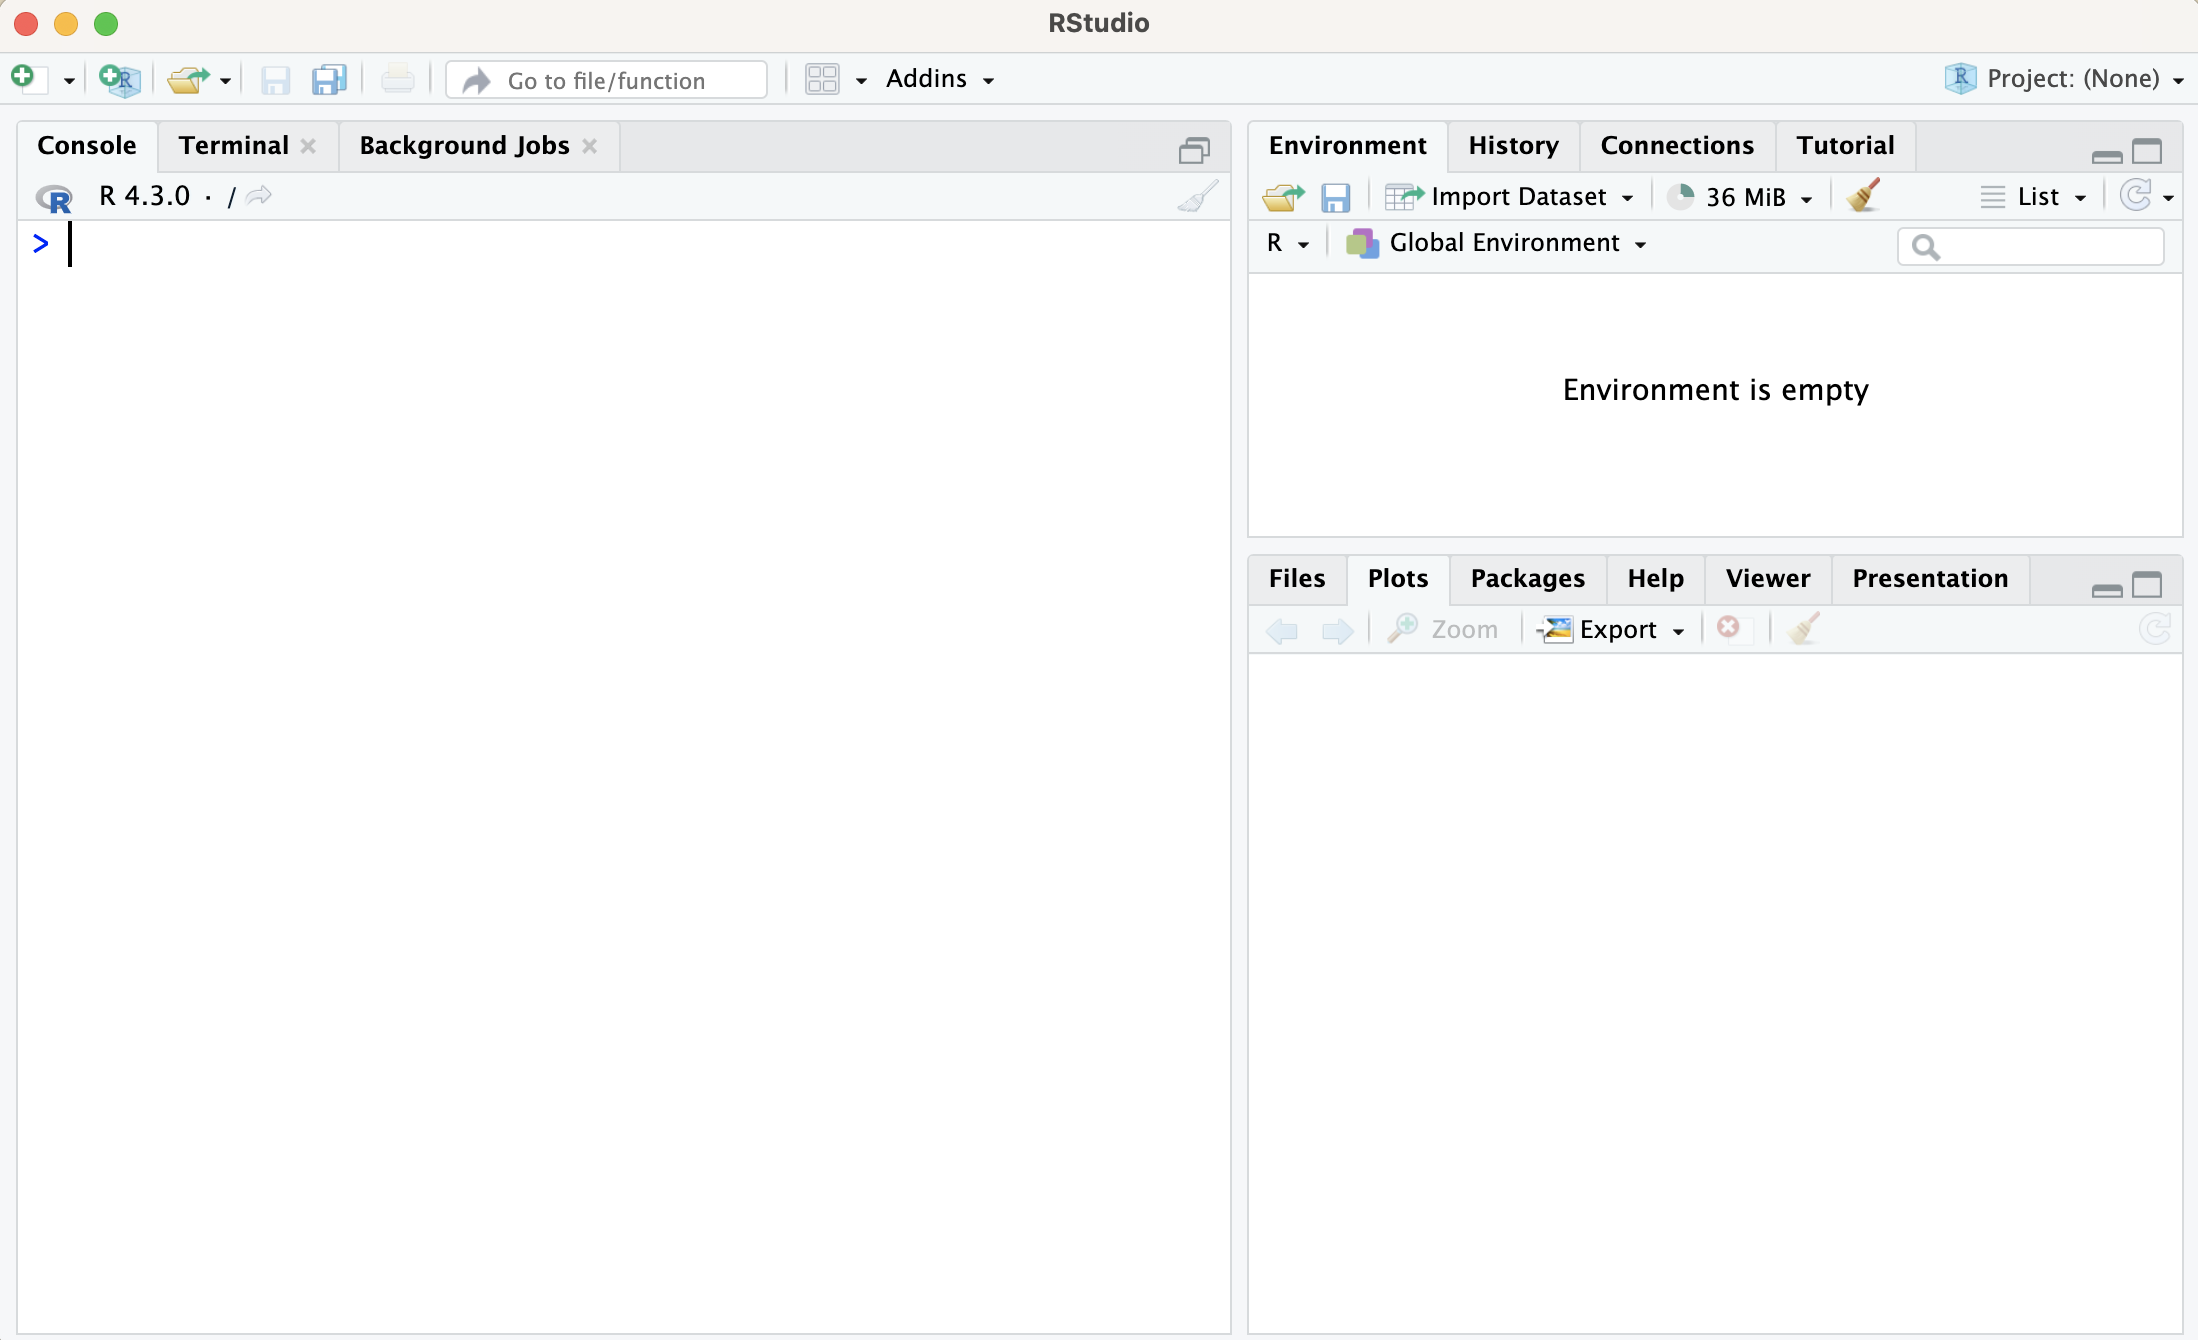 RStudio
Go to file/function
Addins
Project: (None)
Console
Terminal
Background Jobs
R 4.3.0 · /
>
Environment
History
Connections
Tutorial
Import Dataset
36 MiB
List
R
Global Environment
Environment is empty
Files
Plots
Packages
Help
Viewer
Presentation
Zoom
Export